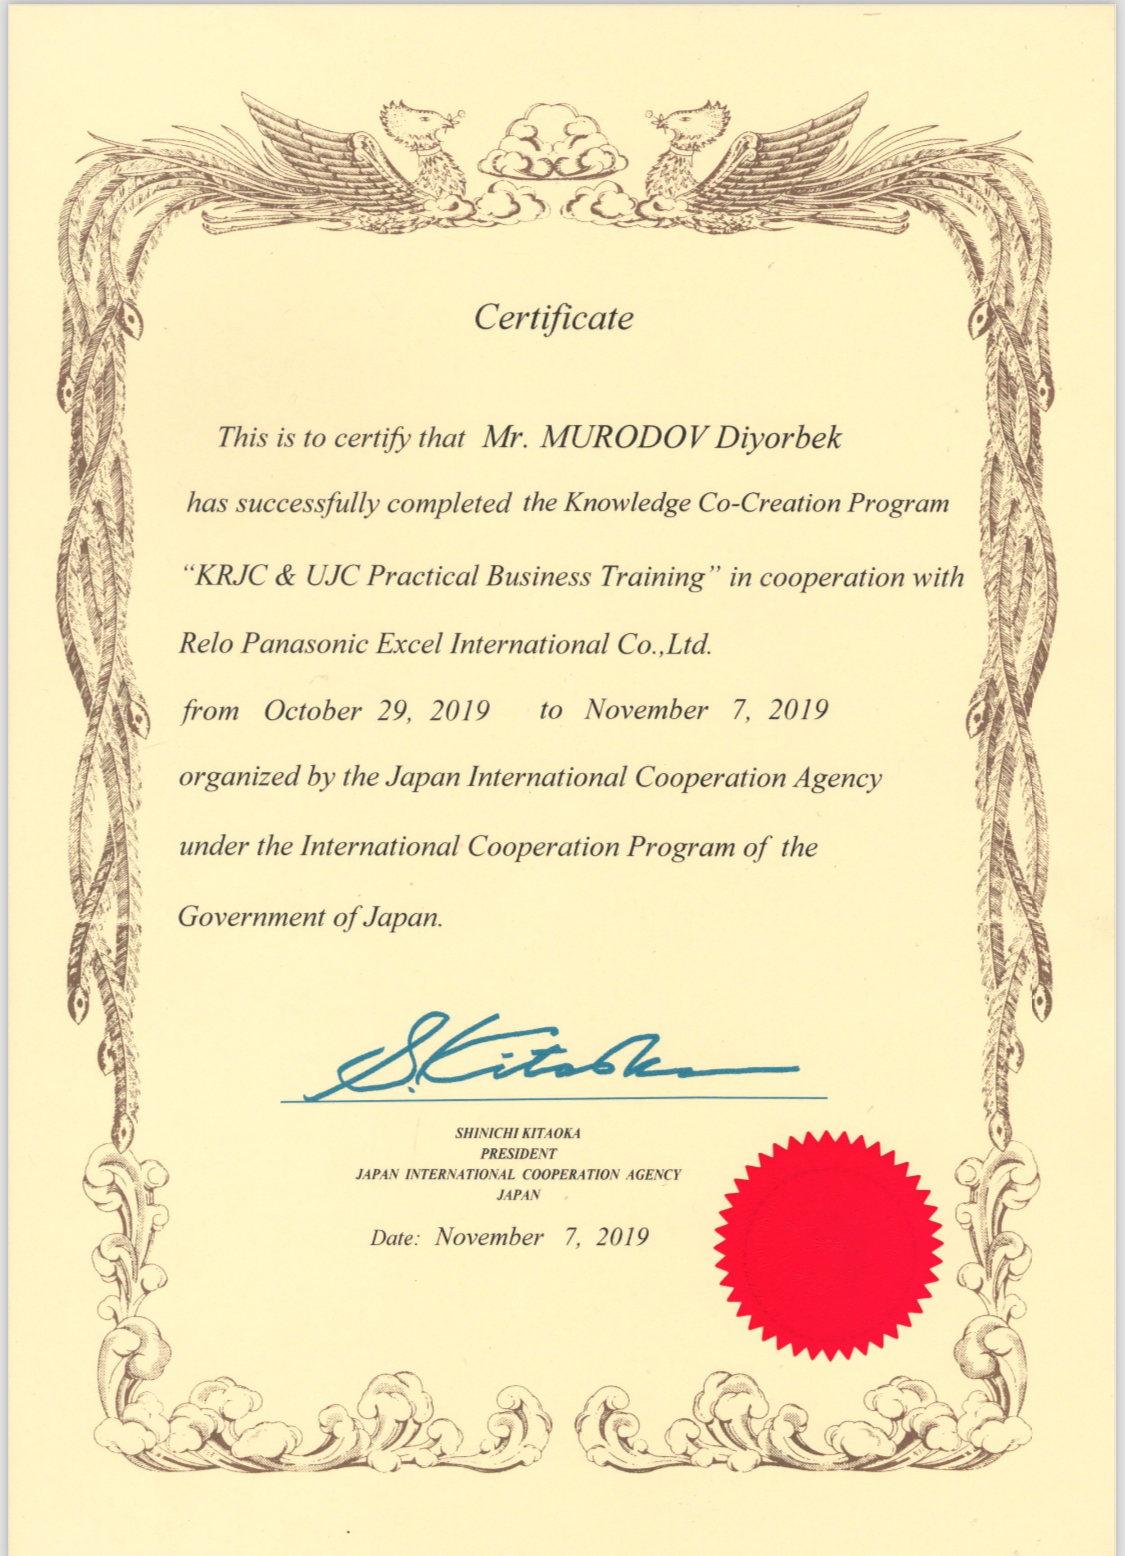 Certificate
This is to certify that Mr. MURODOV Diyorbek
has successfully completed the Knowledge Co-Creation Program
“KRJC & UJC Practical Business Training” in cooperation with
Relo Panasonic Excel International Co.,Ltd.
from October 29, 2019 to November 7, 2019
organized by the Japan International Cooperation Agency
under the International Cooperation Program of the
Government of Japan.
S. Kitaoka
SHINICHI KITAOKA
PRESIDENT
JAPAN INTERNATIONAL COOPERATION AGENCY
JAPAN
Date: November 7, 2019